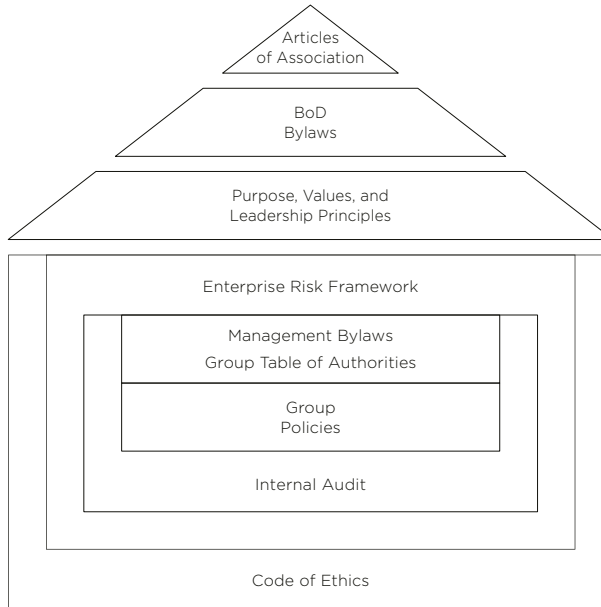 Articles
of Association
BoD
Bylaws
Purpose, Values, and
Leadership Principles
Enterprise Risk Framework
Management Bylaws
Group Table of Authorities
Group
Policies
Internal Audit
Code of Ethics